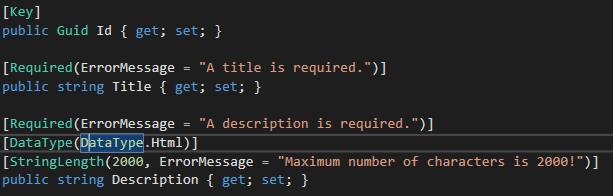 [Key]
public Guid Id { get; set; }
[Required(ErrorMessage = "A title is required.")]
public string Title { get; set; }
[Required(ErrorMessage = "A description is required.")]
[DataType(DataType.Html)]
[StringLength(2000, ErrorMessage = "Maximum number of characters is 2000!")]
public string Description { get; set; }